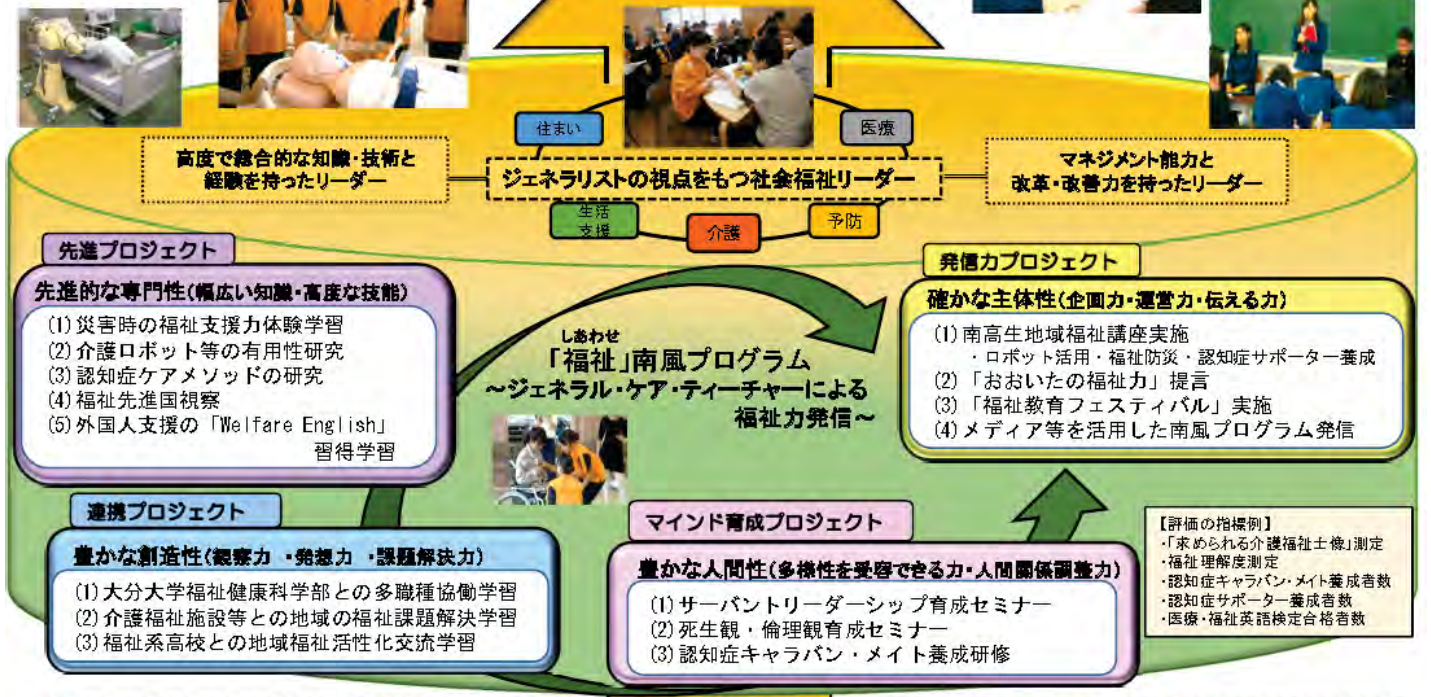 住まい
医療
高度で総合的な知識・技術と
経験を持ったリーダー
ジェネラリストの視点をもつ社会福祉リーダー
マネジメント能力と
改革・改善力を持ったリーダー
生活
支援
介護
予防
先進プロジェクト
先進的な専門性(幅広い知識・高度な技能)
(1)災害時の福祉支援力体験学習
(2)介護ロボット等の有用性研究
(3)認知症ケアメソッドの研究
(4)福祉先進国視察
(5)外国人支援の「Welfare English」
習得学習
しあわせ
「福祉」南風プログラム
～ジェネラル・ケア・ティーチャーによる
福祉力発信～
発信力プロジェクト
確かな主体性(企画力・運営力・伝える力)
(1)南高生地域福祉講座実施
・ロボット活用・福祉防災・認知症サポーター養成
(2)「おおいたの福祉力」提言
(3)「福祉教育フェスティバル」実施
(4)メディア等を活用した南風プログラム発信
連携プロジェクト
豊かな創造性(観察力・発想力・課題解決力)
(1)大分大学福祉健康科学部との多職種協働学習
(2)介護福祉施設等との地域の福祉課題解決学習
(3)福祉系高校との地域福祉活性化交流学習
マインド育成プロジェクト
豊かな人間性(多様性を受容できる力・人間関係調整力)
(1)サーバントリーダーシップ育成セミナー
(2)死生観・倫理観育成セミナー
(3)認知症キャラバン・メイト養成研修
【評価の指標例】
・「求められる介護福祉士像」測定
・福祉理解度測定
・認知症キャラバン・メイト養成者数
・認知症サポーター養成者数
・医療・福祉英語検定合格者数